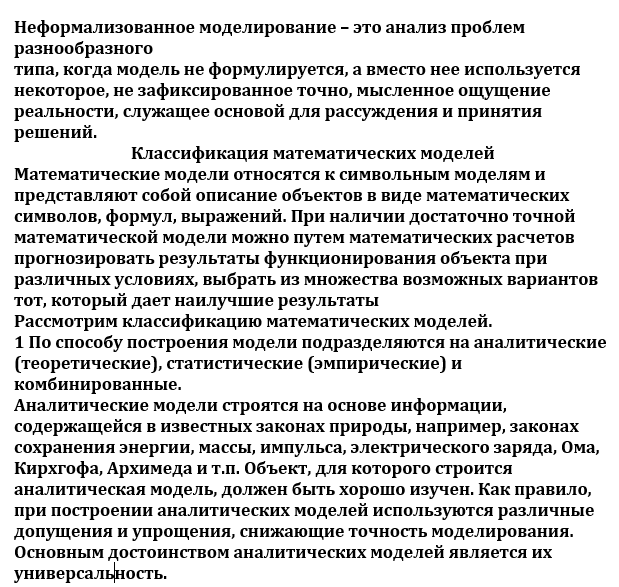 Неформализованное моделирование – это анализ проблем
разнообразного
типа, когда модель не формулируется, а вместо нее используется
некоторое, не зафиксированное точно, мысленное ощущение
реальности, служащее основой для рассуждения и принятия
решений.
Классификация математических моделей
Математические модели относятся к символьным моделям и
представляют собой описание объектов в виде математических
символов, формул, выражений. При наличии достаточно точной
математической модели можно путем математических расчетов
прогнозировать результаты функционирования объекта при
различных условиях, выбрать из множества возможных вариантов
тот, который дает наилучшие результаты
Рассмотрим классификацию математических моделей.
1 По способу построения модели подразделяются на аналитические
(теоретические), статистические (эмпирические) и
комбинированные.
Аналитические модели строятся на основе информации,
содержащейся в известных законах природы, например, законах
сохранения энергии, массы, импульса, электрического заряда, Ома,
Кирхгофа, Архимеда и т.п. Объект, для которого строится
аналитическая модель, должен быть хорошо изучен. Как правило,
при построении аналитических моделей используются различные
допущения и упрощения, снижающие точность моделирования.
Основным достоинством аналитических моделей является их
универсальность.